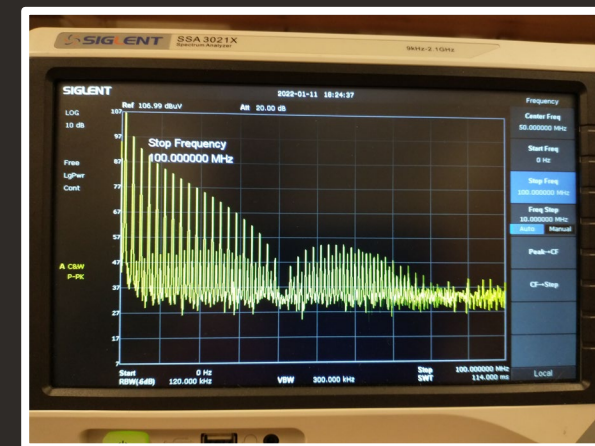 SIGLENT SSA 3021X
Spectrum Analyzer
9kHz-2.1GHz
SIGLENT 2022-01-11 18:24:37
LOG
10 dB
Free
LgPwr
Cont
A C&W
P-PK
Ref 106.99 dBuV Att 20.00 dB
107
97
87
77
67
57
47
37
27
17
7
Stop Frequency
100.000000 MHz
Start 0 Hz
RBW(6dB) 120.000 kHz
VBW 300.000 kHz
Stop 100.000000 MHz
SWT 114.000 ms
Frequency
Center Freq
50.000000 MHz
Start Freq
0 Hz
Stop Freq
100.000000 MHz
Freq Step
10.000000 MHz
Auto Manual
Peak→CF
CF→Step
Local